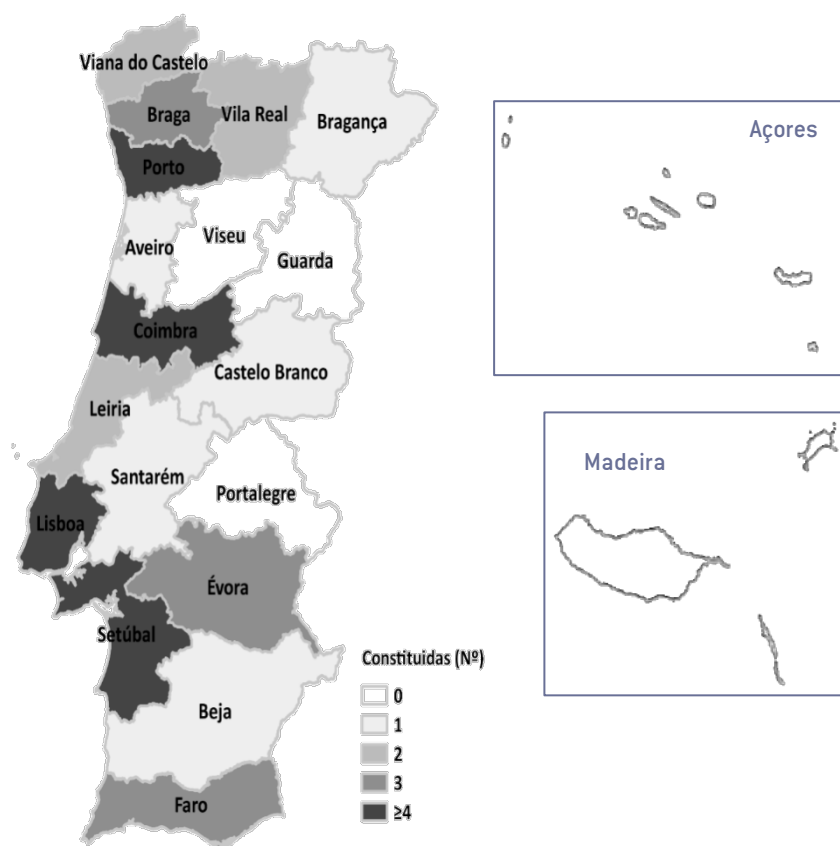 Viana do Castelo
Braga
Vila Real
Bragança
Porto
Aveiro
Viseu
Guarda
Coimbra
Castelo Branco
Leiria
Santarém
Portalegre
Lisboa
Évora
Setúbal
Beja
Faro
Açores
Madeira
Constituidas (Nº)
0
1
2
3
≥4